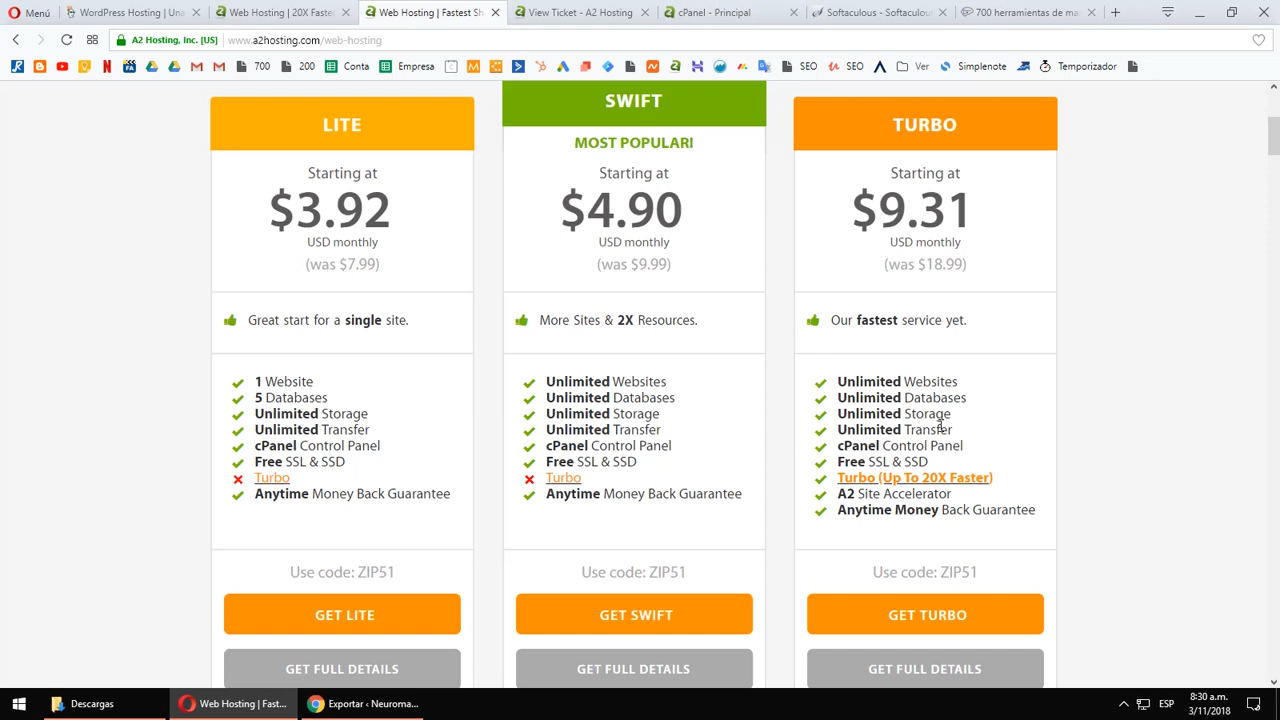 Menú
WordPress Hosting | Una
Web Hosting | 20X Faste
Web Hosting | Fastest Sh
View Ticket - A2 Hosting
cPanel - Principal
Softaculous - Softaculou
700 herramientas de ma
A2 Hosting, Inc. [US]
www.a2hosting.com/web-hosting
700
200
Conta
Empresa
SEO
SEO
Ver
Simplenote
Temporizador
LITE
Starting at
$3.92
USD monthly
(was $7.99)
Great start for a single site.
1 Website
5 Databases
Unlimited Storage
Unlimited Transfer
cPanel Control Panel
Free SSL & SSD
Turbo
Anytime Money Back Guarantee
Use code: ZIP51
GET LITE
GET FULL DETAILS
SWIFT
MOST POPULAR!
Starting at
$4.90
USD monthly
(was $9.99)
More Sites & 2X Resources.
Unlimited Websites
Unlimited Databases
Unlimited Storage
Unlimited Transfer
cPanel Control Panel
Free SSL & SSD
Turbo
Anytime Money Back Guarantee
Use code: ZIP51
GET SWIFT
GET FULL DETAILS
TURBO
Starting at
$9.31
USD monthly
(was $18.99)
Our fastest service yet.
Unlimited Websites
Unlimited Databases
Unlimited Storage
Unlimited Transfer
cPanel Control Panel
Free SSL & SSD
Turbo (Up To 20X Faster)
A2 Site Accelerator
Anytime Money Back Guarantee
Use code: ZIP51
GET TURBO
GET FULL DETAILS
Descargas
Web Hosting | Fast...
Exportar ‹ Neuroma...
ESP
8:30 a.m.
3/11/2018